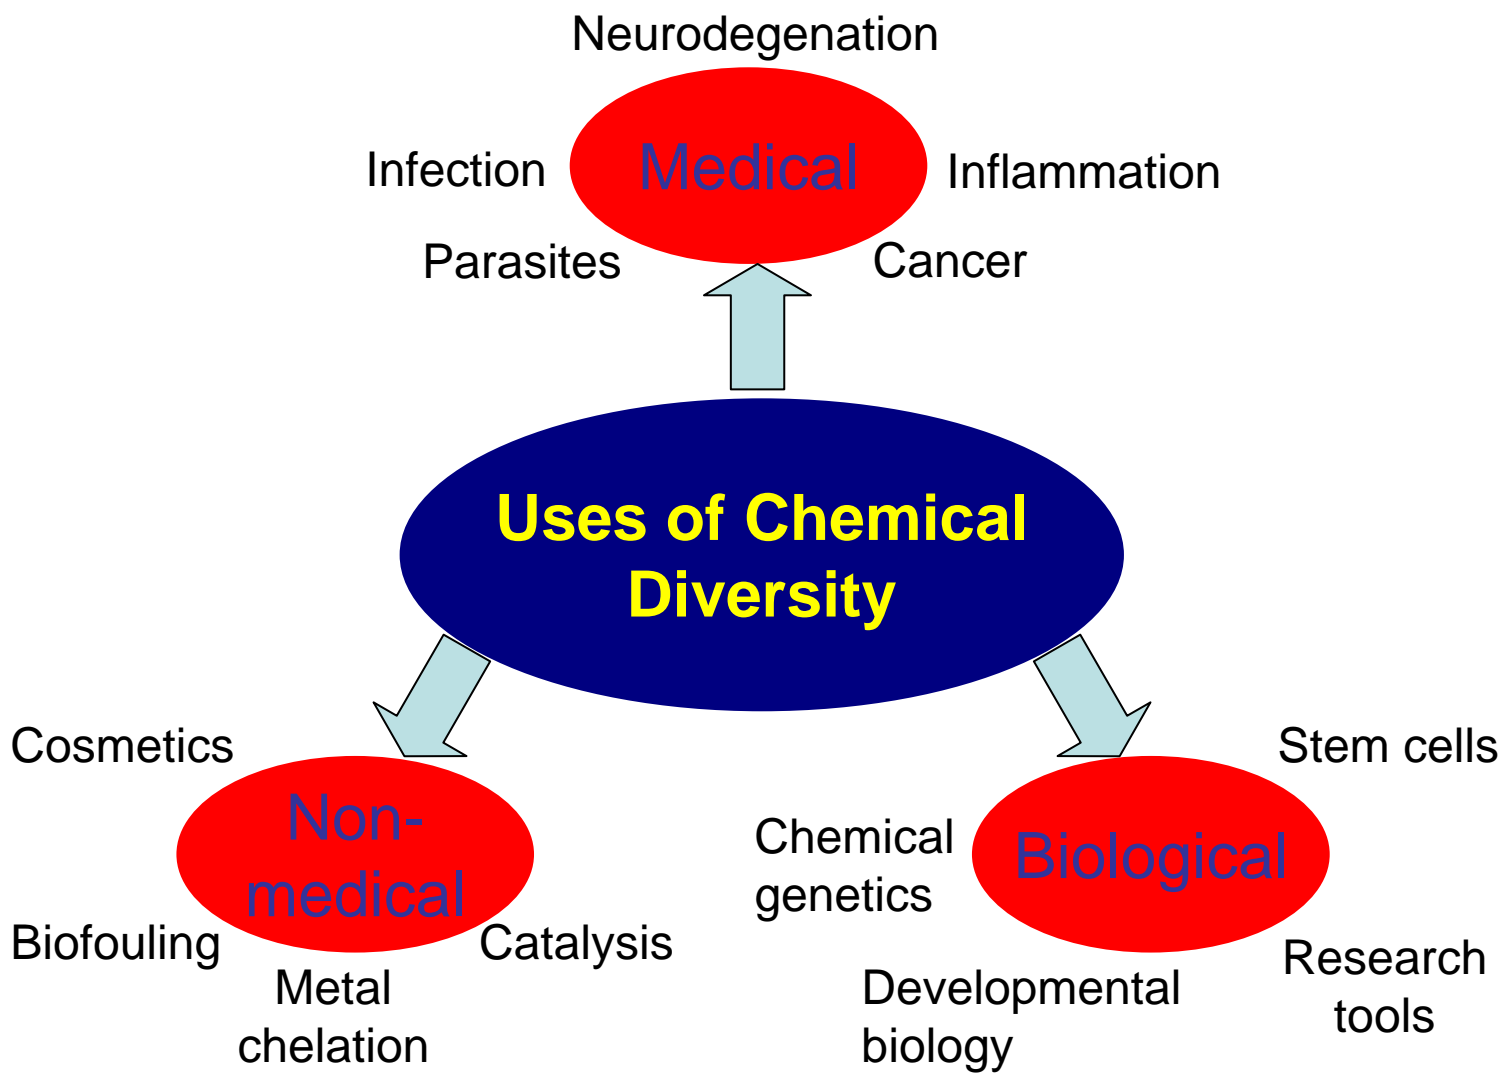 Neurodegenation
Infection
Medical
Inflammation
Parasites
Cancer
Uses of Chemical
Diversity
Cosmetics
Non-
medical
Biofouling
Catalysis
Metal
chelation
Stem cells
Chemical
genetics
Biological
Developmental
biology
Research
tools